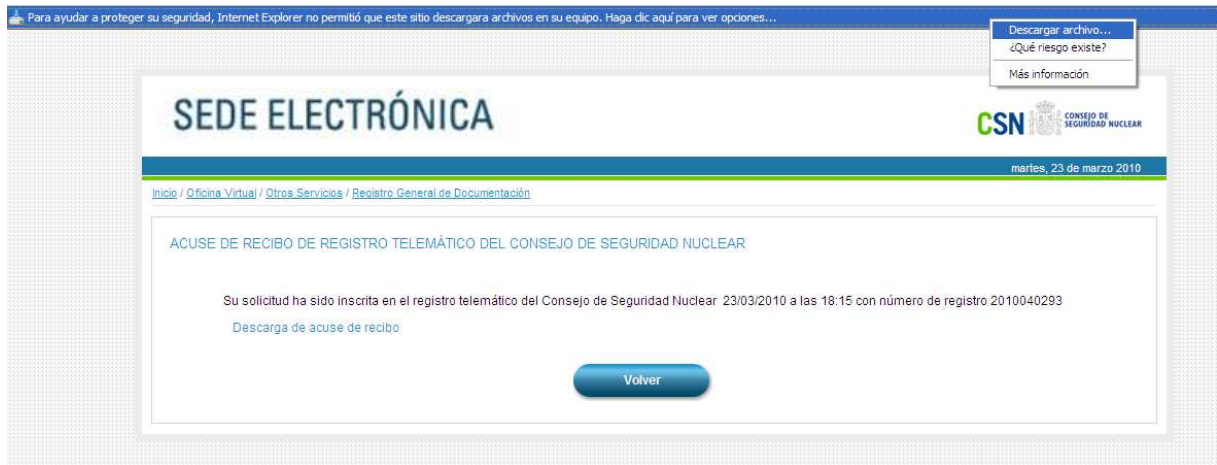 Para ayudar a proteger su seguridad, Internet Explorer no permitió que este sitio descargara archivos en su equipo. Haga clic aquí para ver opciones...
Descargar archivo...
¿Qué riesgo existe?
Más información
SEDE ELECTRÓNICA
CSN CONSEJO DE
SEGURIDAD NUCLEAR
martes, 23 de marzo 2010
Inicio / Oficina Virtual / Otros Servicios / Registro General de Documentación
ACUSE DE RECIBO DE REGISTRO TELEMÁTICO DEL CONSEJO DE SEGURIDAD NUCLEAR
Su solicitud ha sido inscrita en el registro telemático del Consejo de Seguridad Nuclear 23/03/2010 a las 18:15 con número de registro 2010040293
Descarga de acuse de recibo
Volver